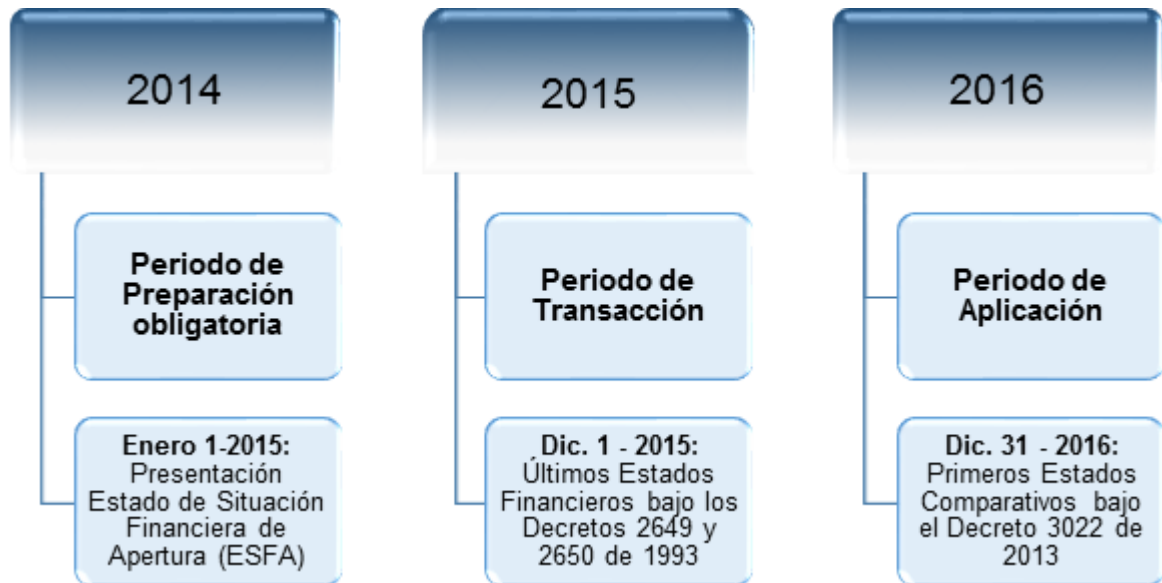 2014
Periodo de
Preparación
obligatoria
Enero 1-2015:
Presentación
Estado de Situación
Financiera de
Apertura (ESFA)
2015
Periodo de
Transacción
Dic. 1 - 2015:
Últimos Estados
Financieros bajo los
Decretos 2649 y
2650 de 1993
2016
Periodo de
Aplicación
Dic. 31 - 2016:
Primeros Estados
Comparativos bajo
el Decreto 3022 de
2013